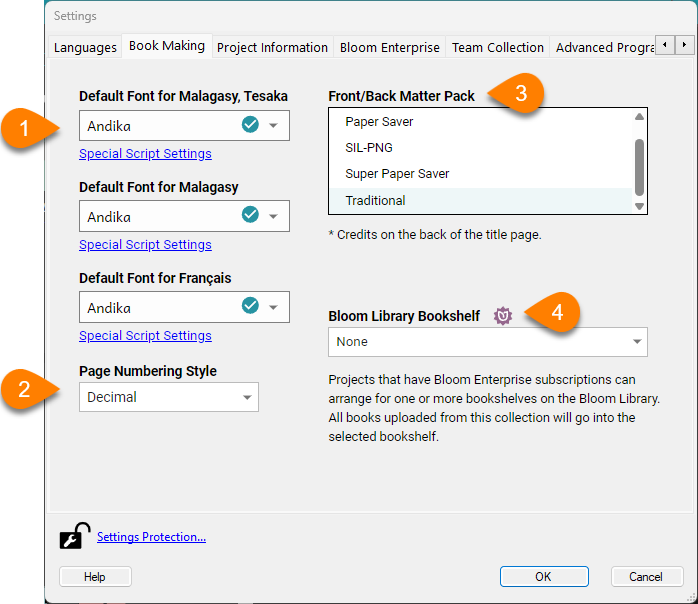 Settings
Languages
Book Making
Project Information
Bloom Enterprise
Team Collection
Advanced Progra
Default Font for Malagasy, Tesaka
1
Andika
Special Script Settings
Default Font for Malagasy
Andika
Special Script Settings
Default Font for Français
Andika
Special Script Settings
Page Numbering Style
2
Decimal
Front/Back Matter Pack
3
Paper Saver
SIL-PNG
Super Paper Saver
Traditional
* Credits on the back of the title page.
Bloom Library Bookshelf
4
None
Projects that have Bloom Enterprise subscriptions can
arrange for one or more bookshelves on the Bloom Library.
All books uploaded from this collection will go into the
selected bookshelf.
Settings Protection...
Help
OK
Cancel